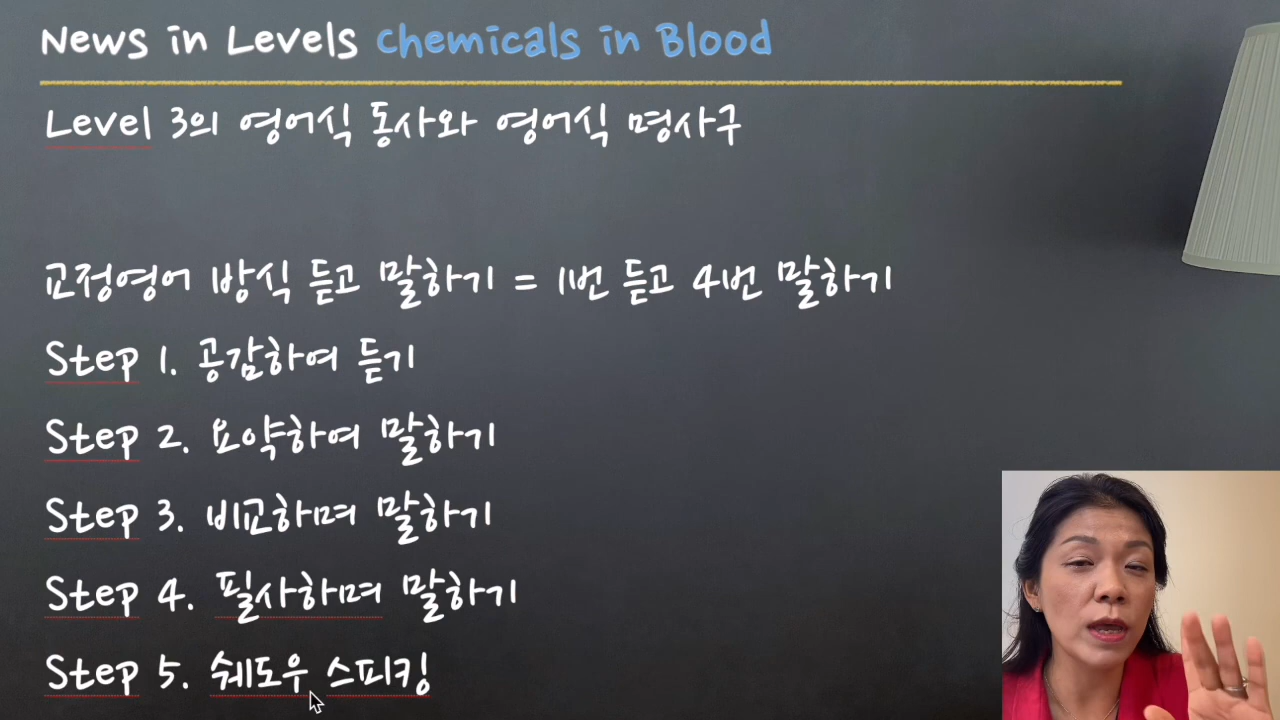 News in Levels Chemicals in Blood
Level 3의 영어식 동사와 영어식 명사구
교정영어 방식 듣고 말하기 = 1번 듣고 4번 말하기
Step 1. 공감하여 듣기
Step 2. 요약하여 말하기
Step 3. 비교하며 말하기
Step 4. 필사하며 말하기
Step 5. 쉐도우 스피킹